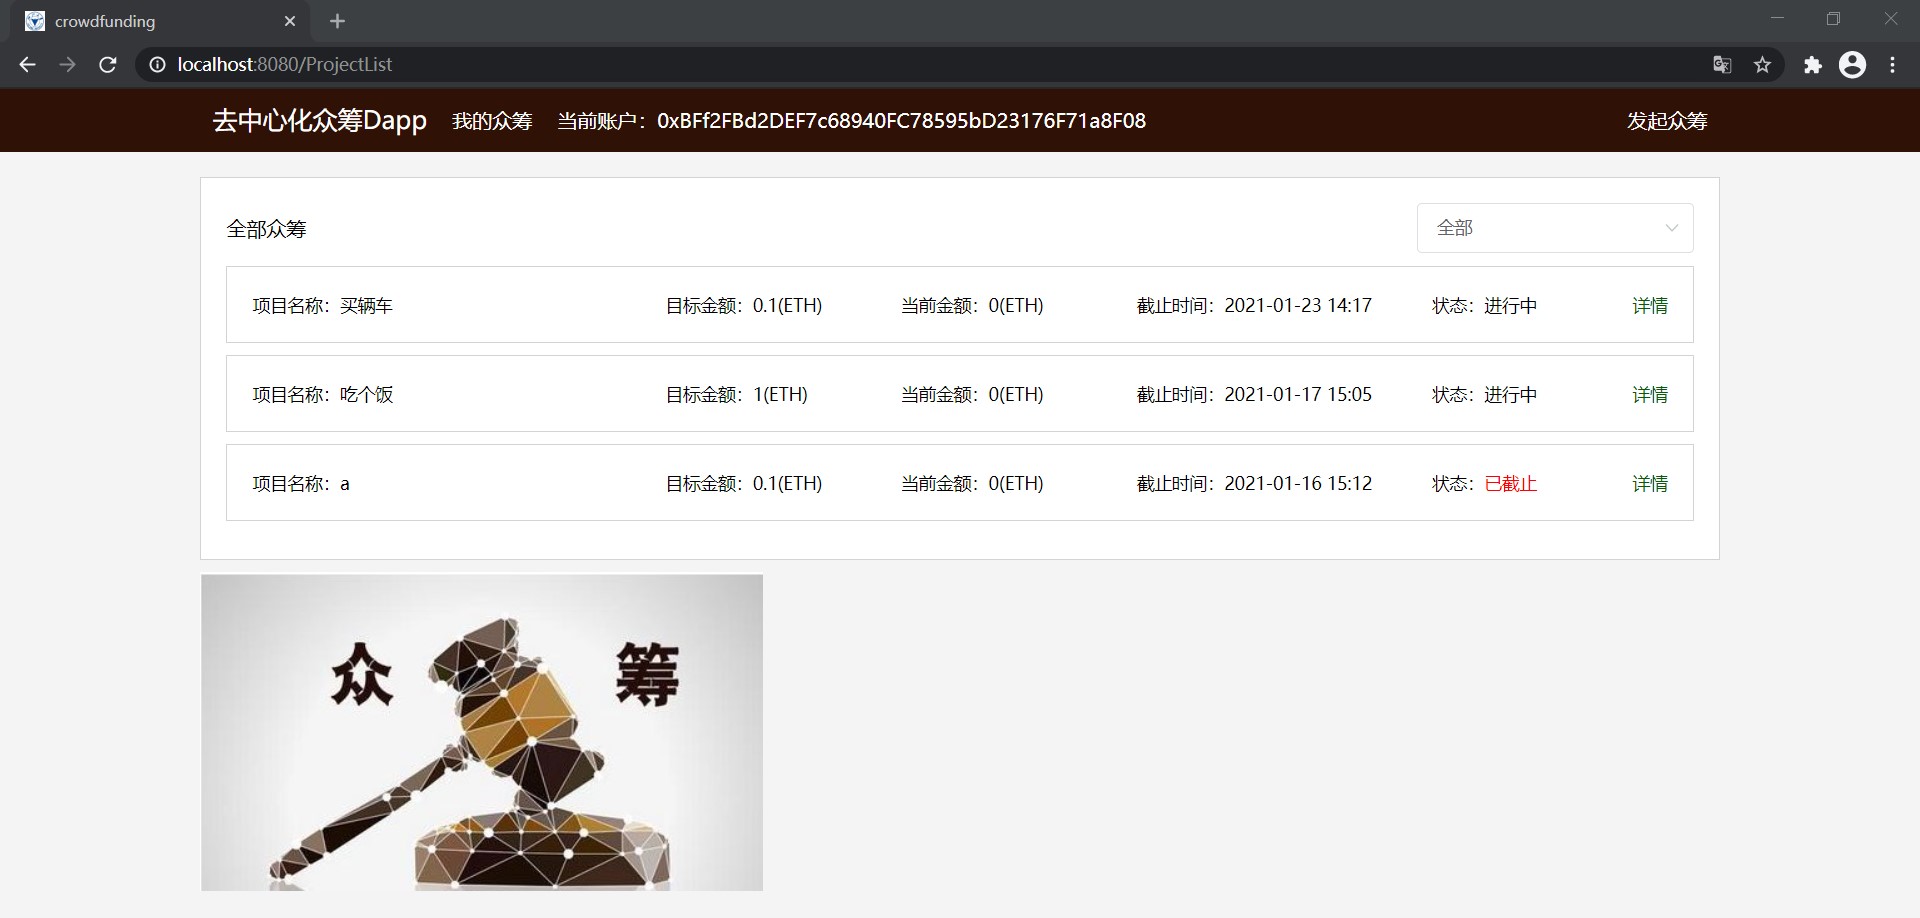 crowdfunding
localhost:8080/ProjectList
去中心化众筹Dapp 我的众筹 当前账户：0xBFf2FBd2DEF7c68940FC78595bD23176F71a8F08 发起众筹
全部众筹 全部
项目名称：买辆车 目标金额：0.1(ETH) 当前金额：0(ETH) 截止时间：2021-01-23 14:17 状态：进行中 详情
项目名称：吃个饭 目标金额：1(ETH) 当前金额：0(ETH) 截止时间：2021-01-17 15:05 状态：进行中 详情
项目名称：a 目标金额：0.1(ETH) 当前金额：0(ETH) 截止时间：2021-01-16 15:12 状态：已截止 详情
众 筹